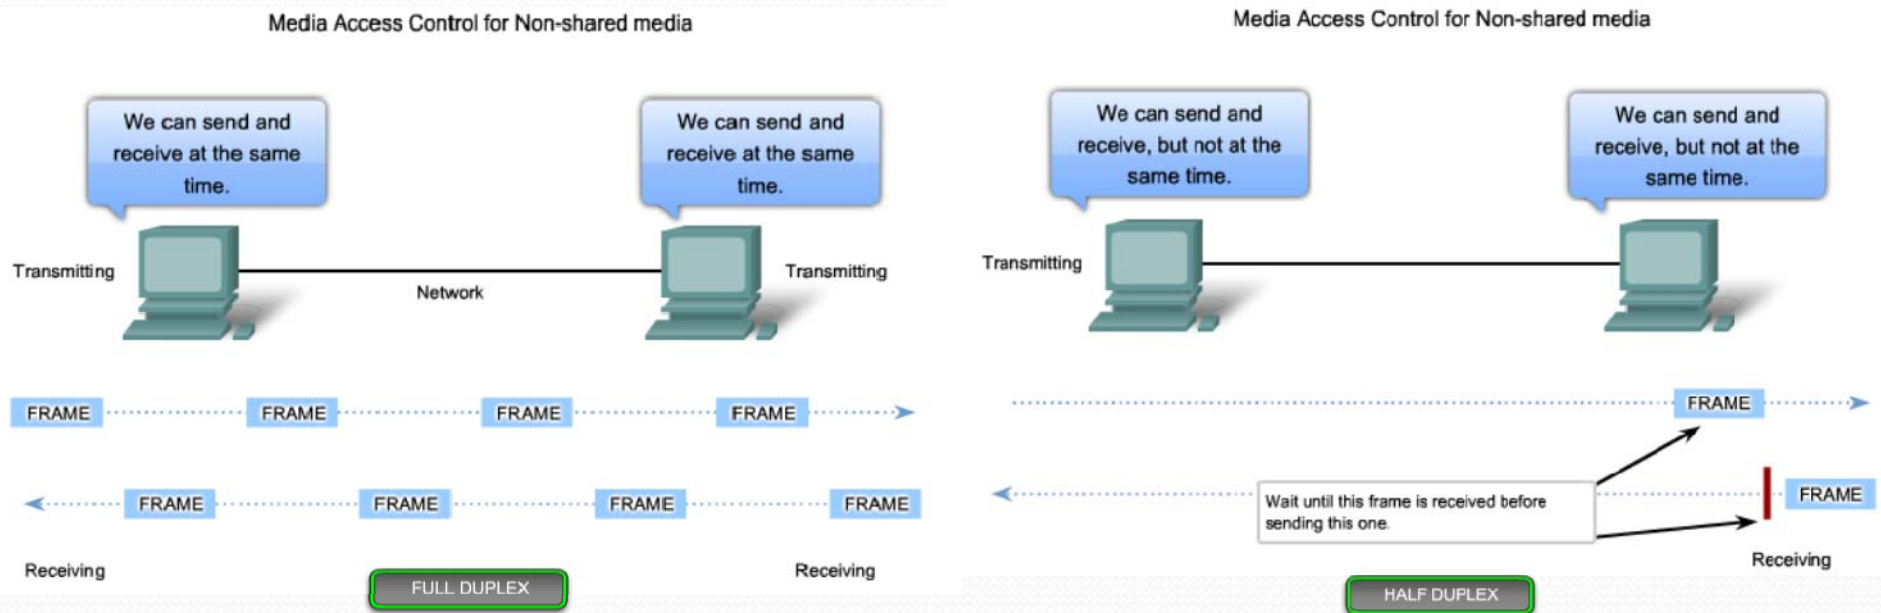 Media Access Control for Non-shared media
We can send and
receive at the same
time.
We can send and
receive at the same
time.
Transmitting
Network
Transmitting
FRAME
FRAME
FRAME
FRAME
FRAME
FRAME
FRAME
FRAME
Receiving
Receiving
FULL DUPLEX
Media Access Control for Non-shared media
We can send and
receive, but not at the
same time.
We can send and
receive, but not at the
same time.
Transmitting
FRAME
Wait until this frame is received before
sending this one.
FRAME
Receiving
HALF DUPLEX